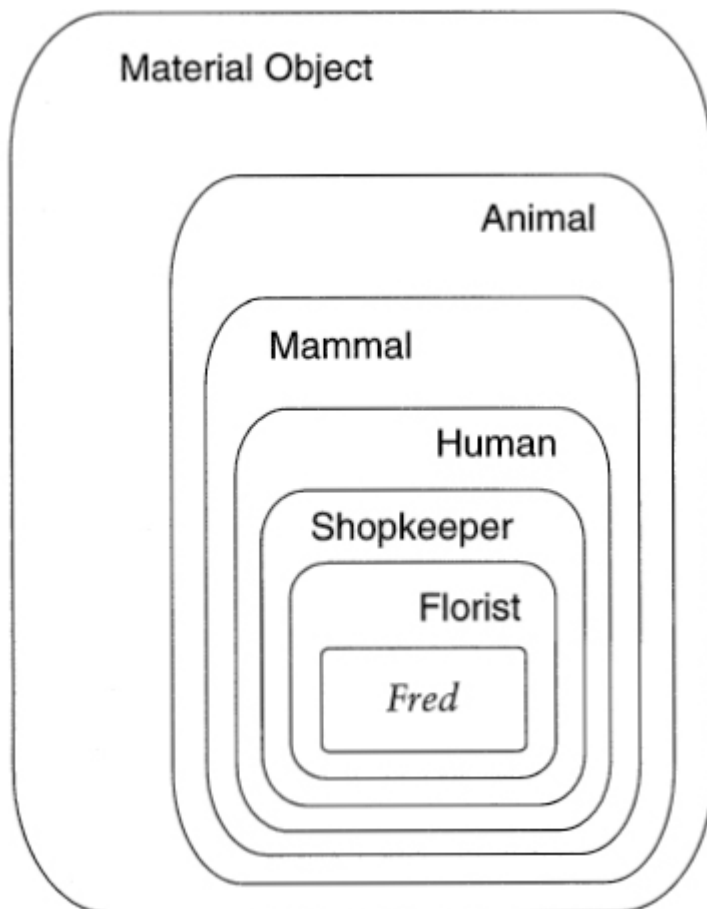 Material Object
Animal
Mammal
Human
Shopkeeper
Florist
Fred